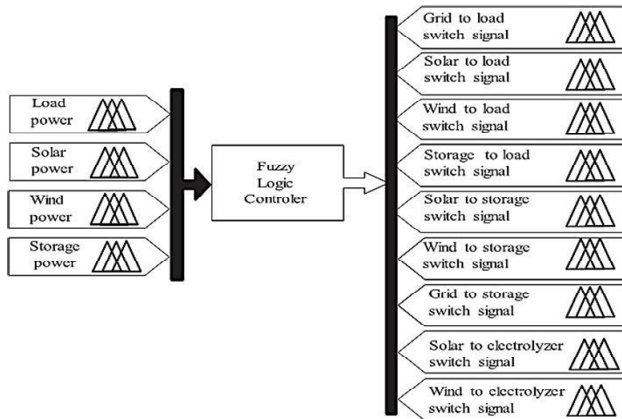 Load
power
Solar
power
Wind
power
Storage
power
Fuzzy
Logic
Controler
Grid to load
switch signal
Solar to load
switch signal
Wind to load
switch signal
Storage to load
switch signal
Solar to storage
switch signal
Wind to storage
switch signal
Grid to storage
switch signal
Solar to electrolyzer
switch signal
Wind to electrolyzer
switch signal